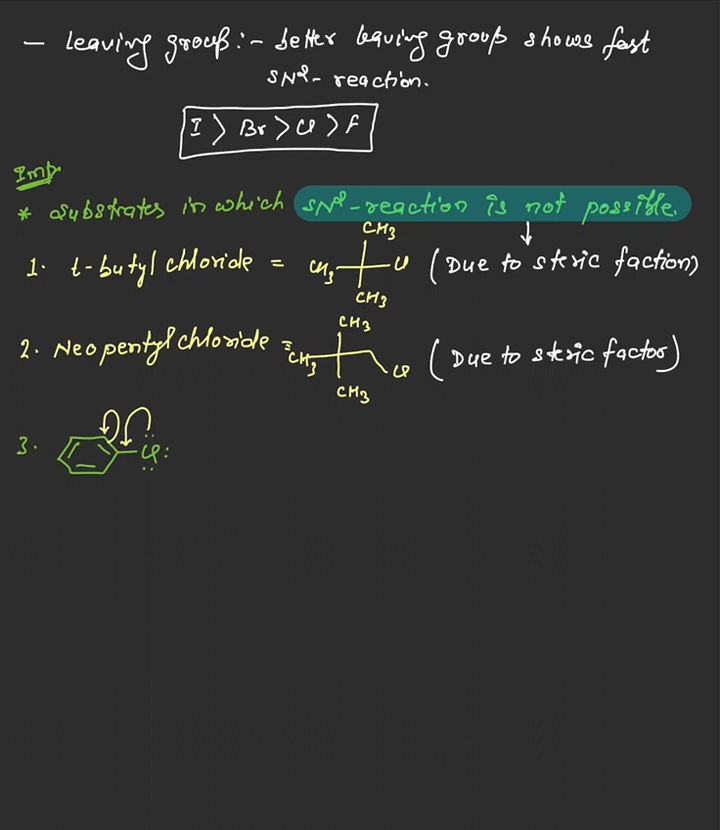 – Leaving group:- better leaving group shows fast
SN2- reaction.
I > Br > Cl > F
Imp
* Substrates in which SN2-reaction is not possible.
CH3
1. t-butyl chloride = CH3 Cl (Due to steric faction)
CH3
CH3
2. Neopentyl chloride = CH3 Cl (Due to steric factor)
CH3
3. Cl